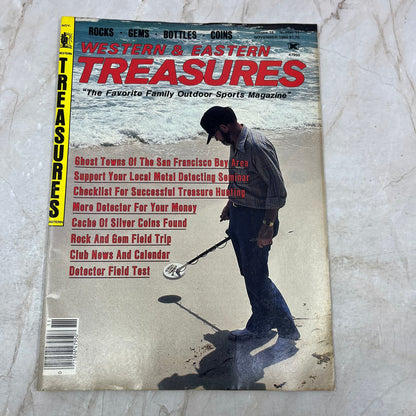 ROCKS · GEMS · BOTTLES · COINS
WESTERN & EASTERN
TREASURES
"The Favorite Family Outdoor Sports Magazine"
TREASURES
Ghost Towns Of The San Francisco Bay Area
Support Your Local Metal Detecting Seminar
Checklist For Successful Treasure Hunting
More Detector For Your Money
Cache Of Silver Coins Found
Rock And Gem Field Trip
Club News And Calendar
Detector Field Test